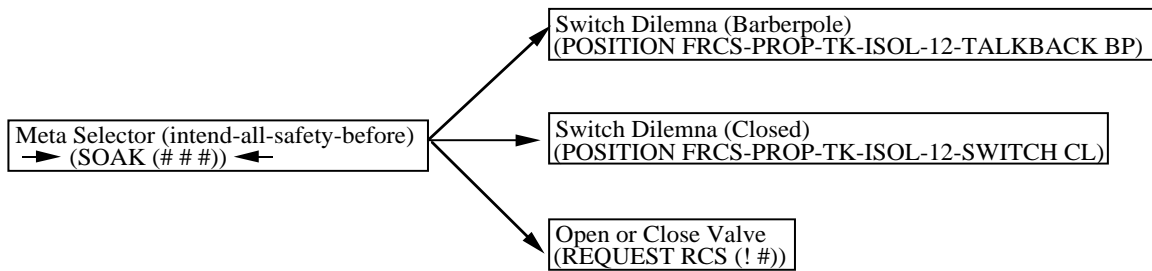 Switch Dilemna (Barberpole)
(POSITION FRCS-PROP-TK-ISOL-12-TALKBACK BP)
Meta Selector (intend-all-safety-before)
(SOAK (# # #))
Switch Dilemna (Closed)
(POSITION FRCS-PROP-TK-ISOL-12-SWITCH CL)
Open or Close Valve
(REQUEST RCS (! #))